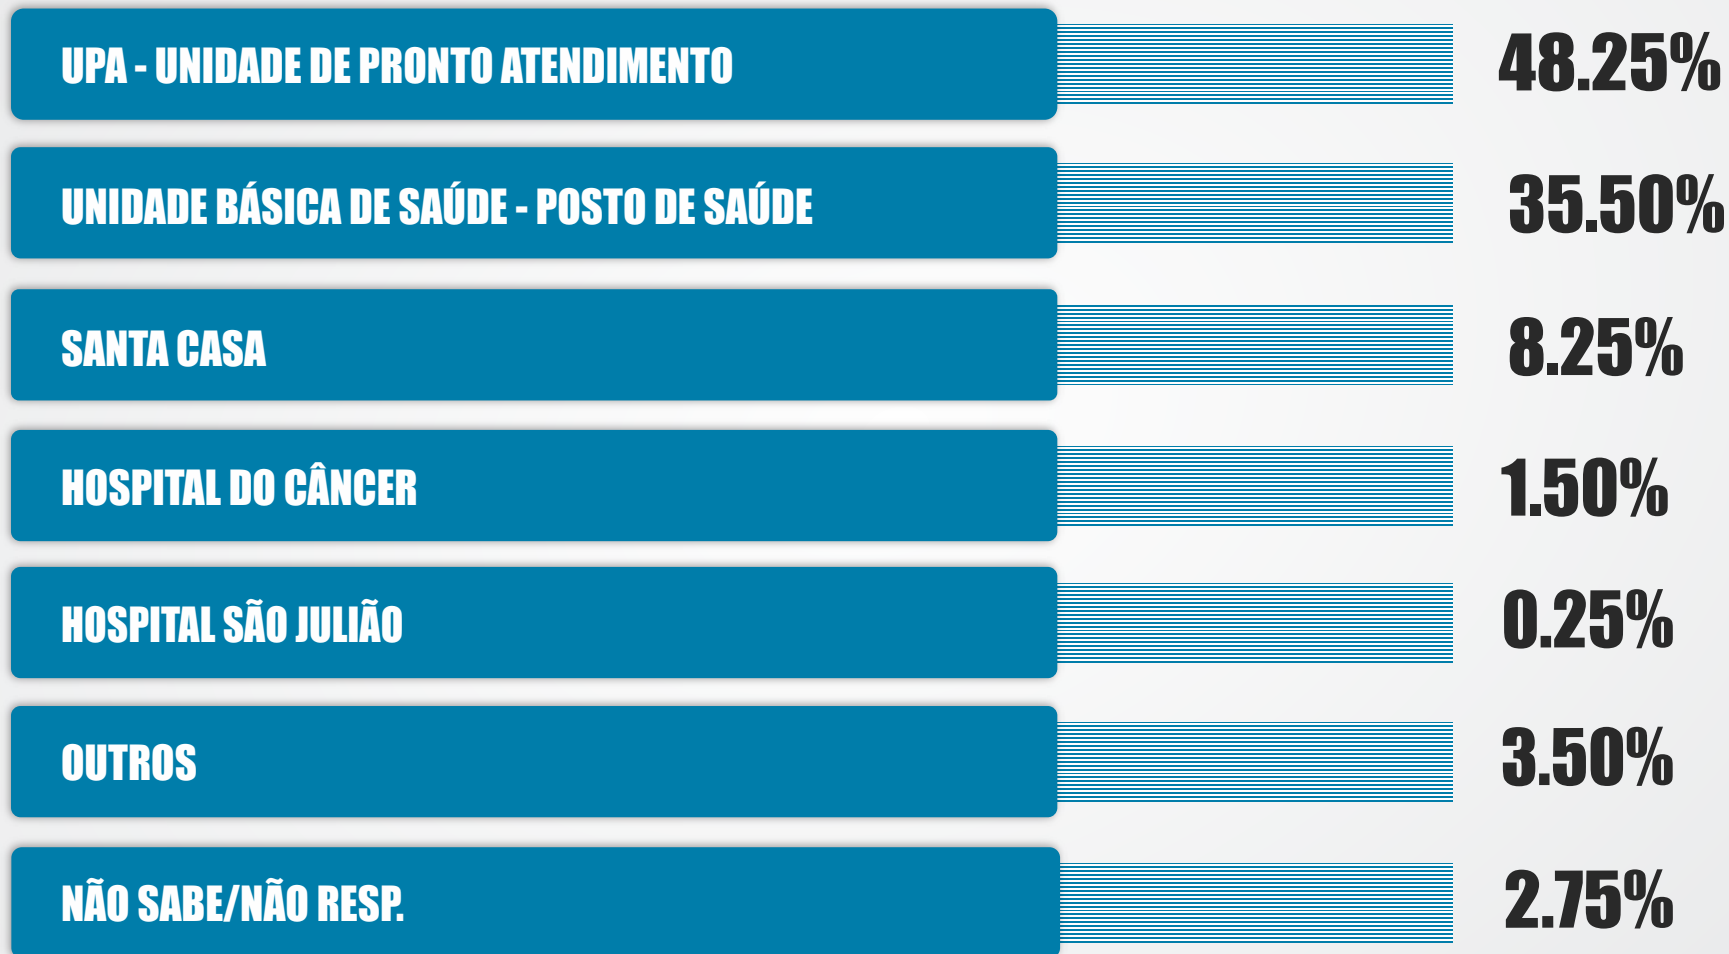 UPA - UNIDADE DE PRONTO ATENDIMENTO 48.25%
UNIDADE BÁSICA DE SAÚDE - POSTO DE SAÚDE 35.50%
SANTA CASA 8.25%
HOSPITAL DO CÂNCER 1.50%
HOSPITAL SÃO JULIÃO 0.25%
OUTROS 3.50%
NÃO SABE/NÃO RESP. 2.75%